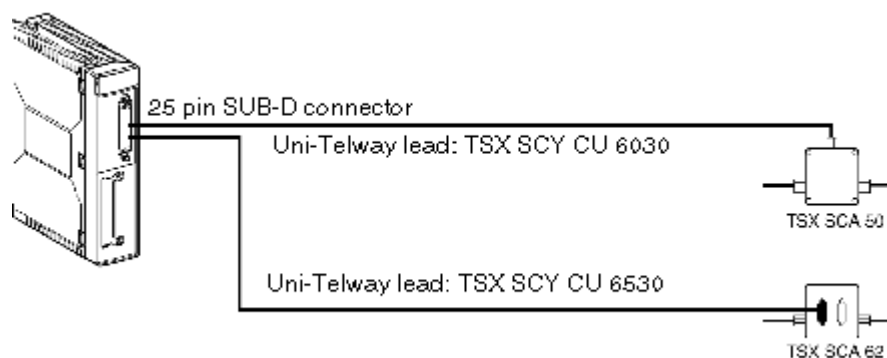 25 pin SUB-D connector
Uni-Telway lead: TSX SCY CU 6030
TSX SCA 50
Uni-Telway lead: TSX SCY CU 6530
TSX SCA 62